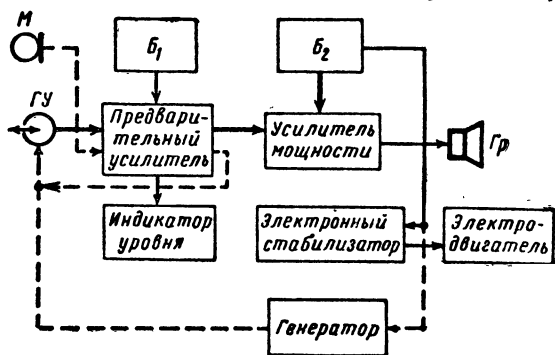 М
Б1
Б2
ГУ
Предвари-
тельный
усилитель
Усилитель
мощности
Гр
Индикатор
уровня
Электронный
стабилизатор
Электро-
двигатель
Генератор